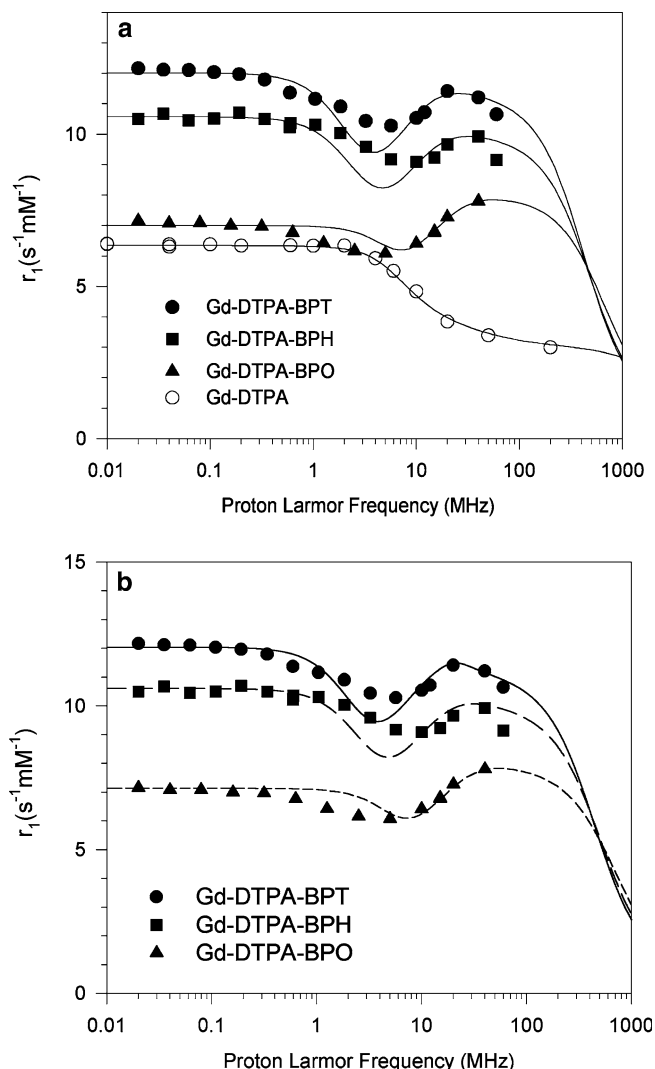 a
10
5
0
r₁(s⁻¹mM⁻¹)
Gd-DTPA-BPT
Gd-DTPA-BPH
Gd-DTPA-BPO
Gd-DTPA
0.01 0.1 1 10 100 1000
Proton Larmor Frequency (MHz)
b
15
10
5
0
r₁(s⁻¹mM⁻¹)
Gd-DTPA-BPT
Gd-DTPA-BPH
Gd-DTPA-BPO
0.01 0.1 1 10 100 1000
Proton Larmor Frequency (MHz)